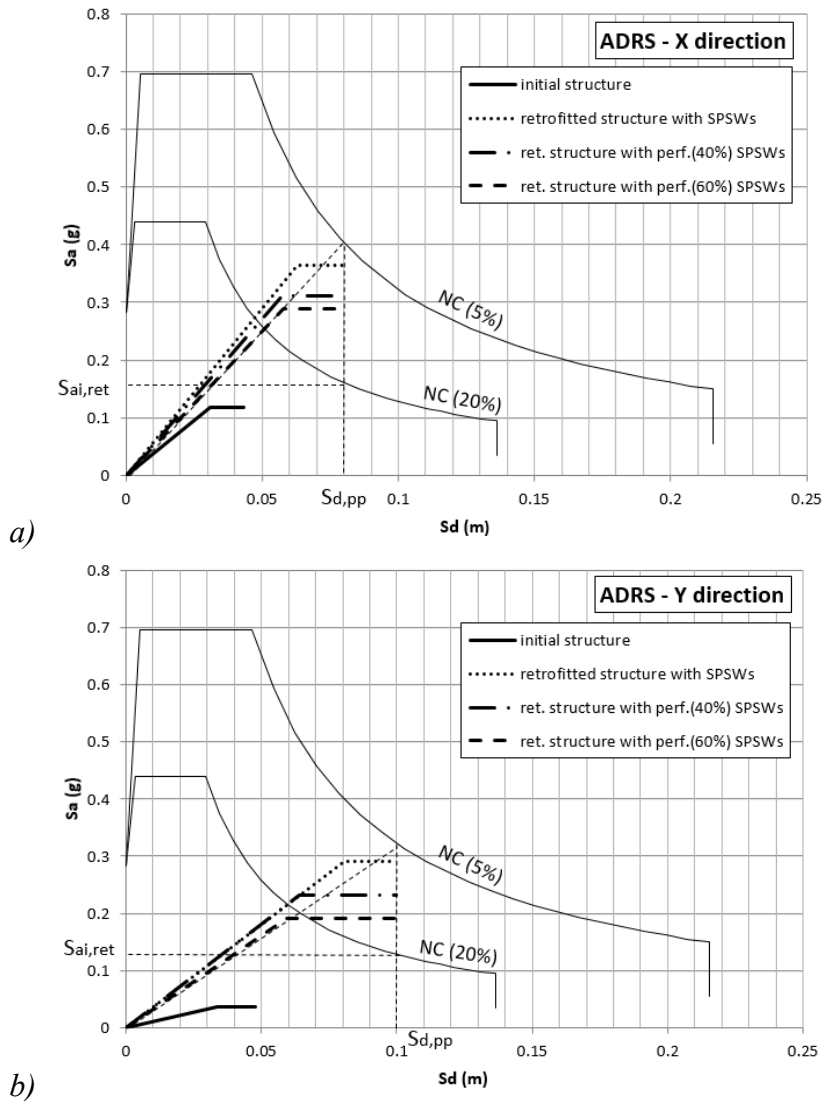 ADRS - X direction
initial structure
retrofitted structure with SPSWs
ret. structure with perf.(40%) SPSWs
ret. structure with perf.(60%) SPSWs
0.8
0.7
0.6
0.5
0.4
0.3
0.2
0.1
0
Sa (g)
Sai,ret
NC (5%)
NC (20%)
0
0.05
Sd,pp
0.1
0.15
0.2
0.25
Sd (m)
a)
ADRS - Y direction
initial structure
retrofitted structure with SPSWs
ret. structure with perf.(40%) SPSWs
ret. structure with perf.(60%) SPSWs
0.8
0.7
0.6
0.5
0.4
0.3
0.2
0.1
0
Sa (g)
Sai,ret
NC (5%)
NC (20%)
0
0.05
0.1
Sd,pp
0.15
0.2
0.25
Sd (m)
b)